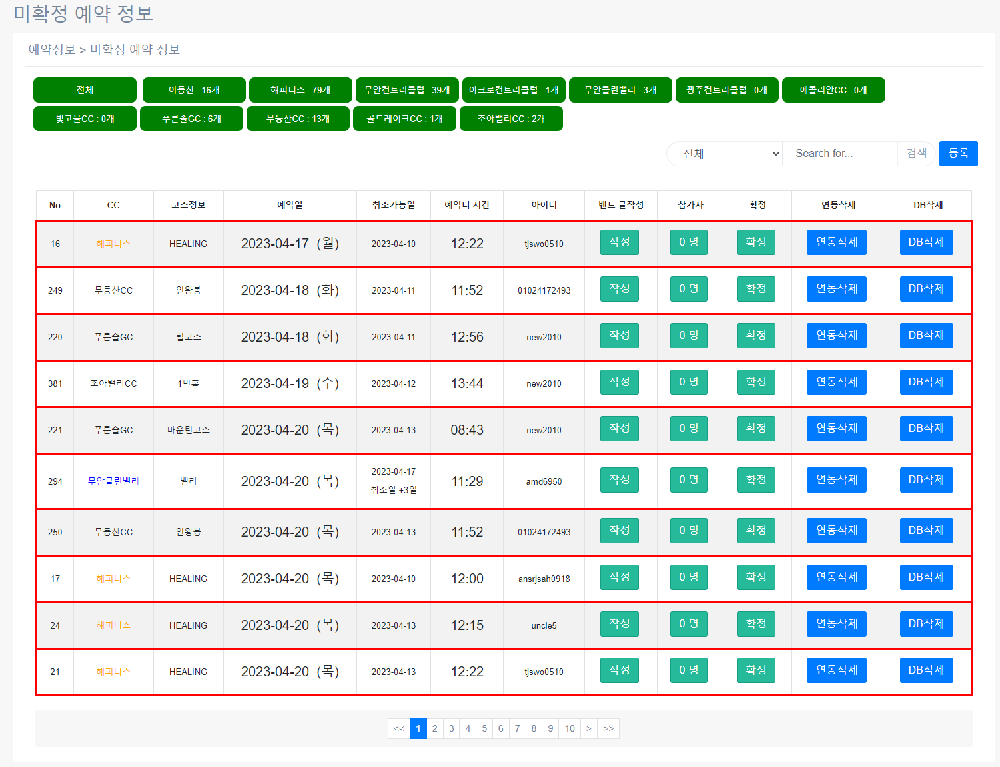 미확정 예약 정보
예약정보 > 미확정 예약 정보
전체 어등산 : 16개 해피니스 : 79개 무안컨트리클럽 : 39개 아크로컨트리클럽 : 1개 무안클린밸리 : 3개 광주컨트리클럽 : 0개 에콜리안CC : 0개
빛고을CC : 0개 푸른솔GC : 6개 무등산CC : 13개 골드레이크CC : 1개 조아밸리CC : 2개
전체 Search for... 검색 등록
No CC 코스정보 예약일 취소가능일 예약티 시간 아이디 밴드 글작성 참가자 확정 연동삭제 DB삭제
16 해피니스 HEALING 2023-04-17 (월) 2023-04-10 12:22 tjswo0510 작성 0 명 확정 연동삭제 DB삭제
249 무등산CC 인왕봉 2023-04-18 (화) 2023-04-11 11:52 01024172493 작성 0 명 확정 연동삭제 DB삭제
220 푸른솔GC 힐코스 2023-04-18 (화) 2023-04-11 12:56 new2010 작성 0 명 확정 연동삭제 DB삭제
381 조아밸리CC 1번홀 2023-04-19 (수) 2023-04-12 13:44 new2010 작성 0 명 확정 연동삭제 DB삭제
221 푸른솔GC 마운틴코스 2023-04-20 (목) 2023-04-13 08:43 new2010 작성 0 명 확정 연동삭제 DB삭제
294 무안클린밸리 밸리 2023-04-20 (목) 2023-04-17 11:29 amd6950 작성 0 명 확정 연동삭제 DB삭제
취소일 +3일
250 무등산CC 인왕봉 2023-04-20 (목) 2023-04-13 11:52 01024172493 작성 0 명 확정 연동삭제 DB삭제
17 해피니스 HEALING 2023-04-20 (목) 2023-04-10 12:00 ansrjsah0918 작성 0 명 확정 연동삭제 DB삭제
24 해피니스 HEALING 2023-04-20 (목) 2023-04-13 12:15 uncle5 작성 0 명 확정 연동삭제 DB삭제
21 해피니스 HEALING 2023-04-20 (목) 2023-04-13 12:22 tjswo0510 작성 0 명 확정 연동삭제 DB삭제
<< 1 2 3 4 5 6 7 8 9 10 > >>